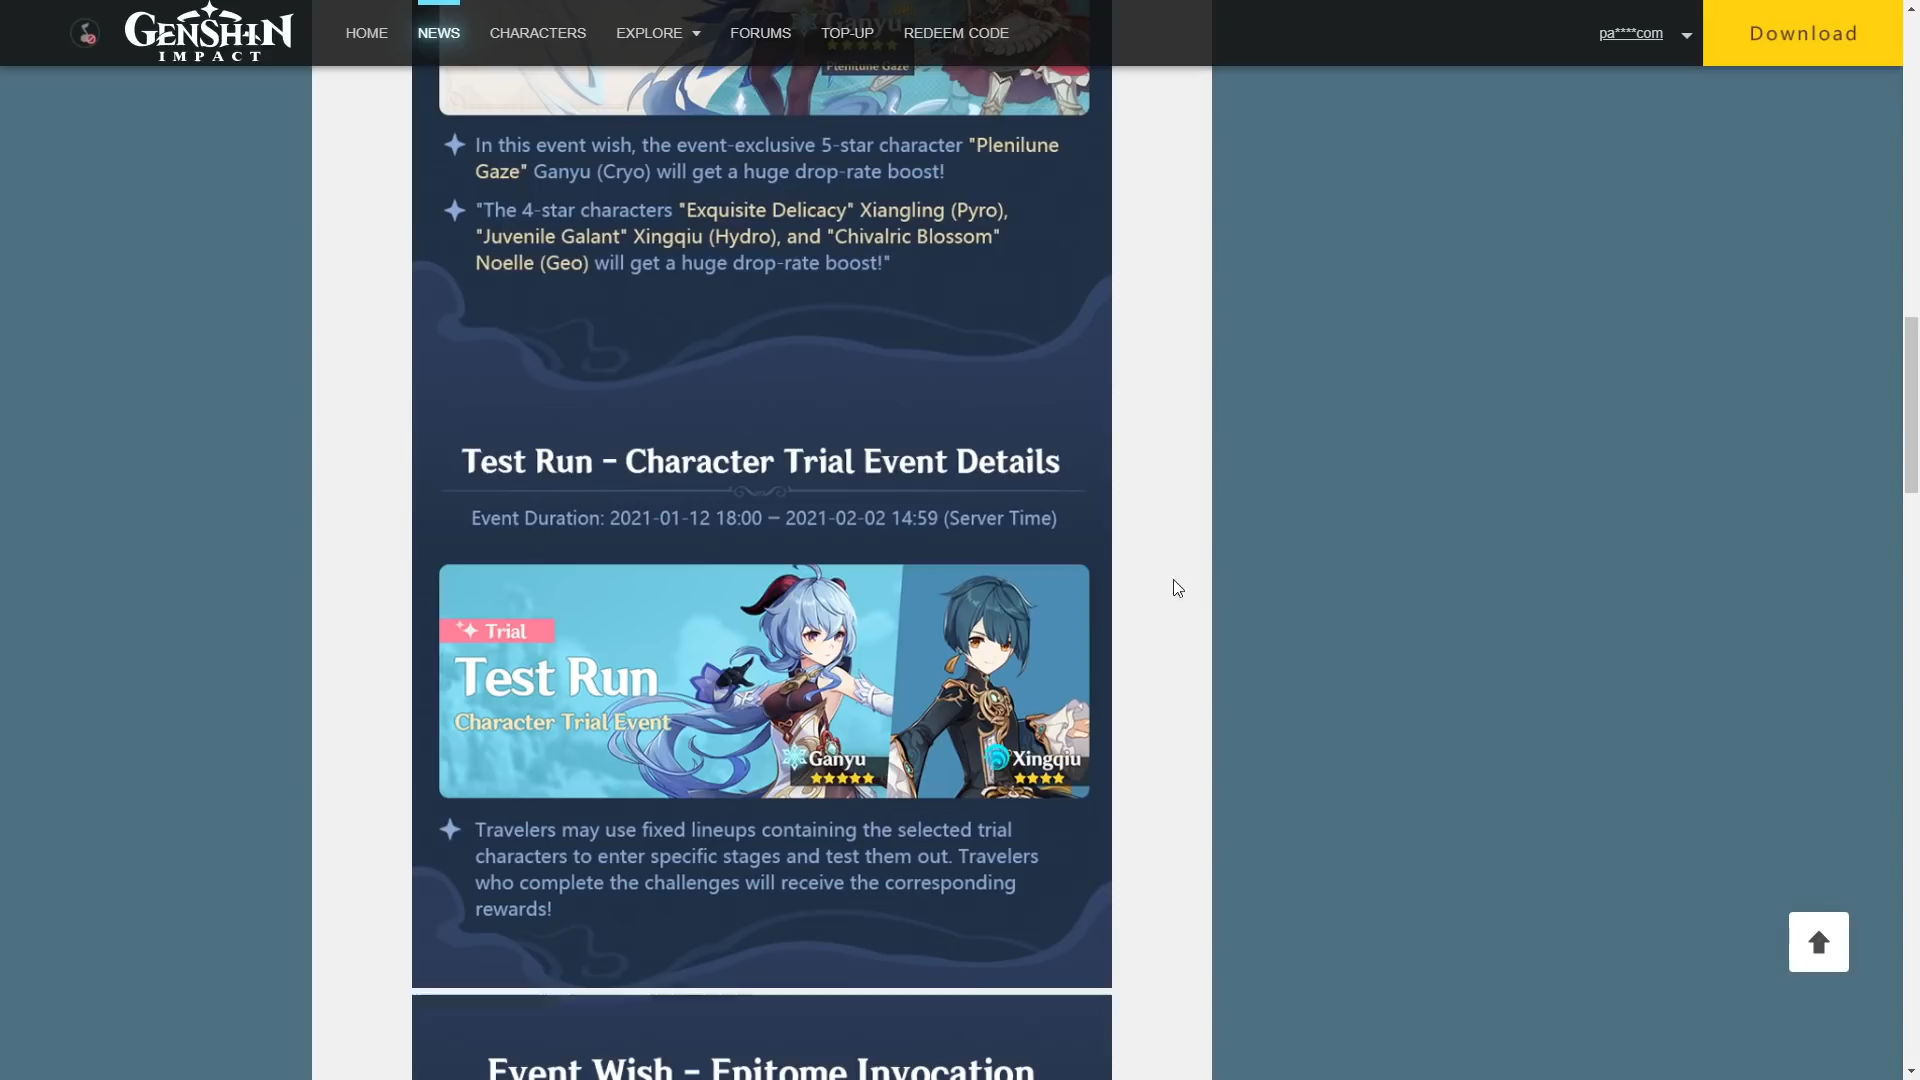 GENSHIN
IMPACT
HOME
NEWS
CHARACTERS
EXPLORE
FORUMS
TOP-UP
REDEEM CODE
pa****com
Download
Ganyu
Plenilune Gaze
In this event wish, the event-exclusive 5-star character "Plenilune
Gaze" Ganyu (Cryo) will get a huge drop-rate boost!
"The 4-star characters "Exquisite Delicacy" Xiangling (Pyro),
"Juvenile Galant" Xingqiu (Hydro), and "Chivalric Blossom"
Noelle (Geo) will get a huge drop-rate boost!"
Test Run – Character Trial Event Details
Event Duration: 2021-01-12 18:00 – 2021-02-02 14:59 (Server Time)
Trial
Test Run
Character Trial Event
Ganyu
Xingqiu
Travelers may use fixed lineups containing the selected trial
characters to enter specific stages and test them out. Travelers
who complete the challenges will receive the corresponding
rewards!
Event Wish – Epitome Invocation